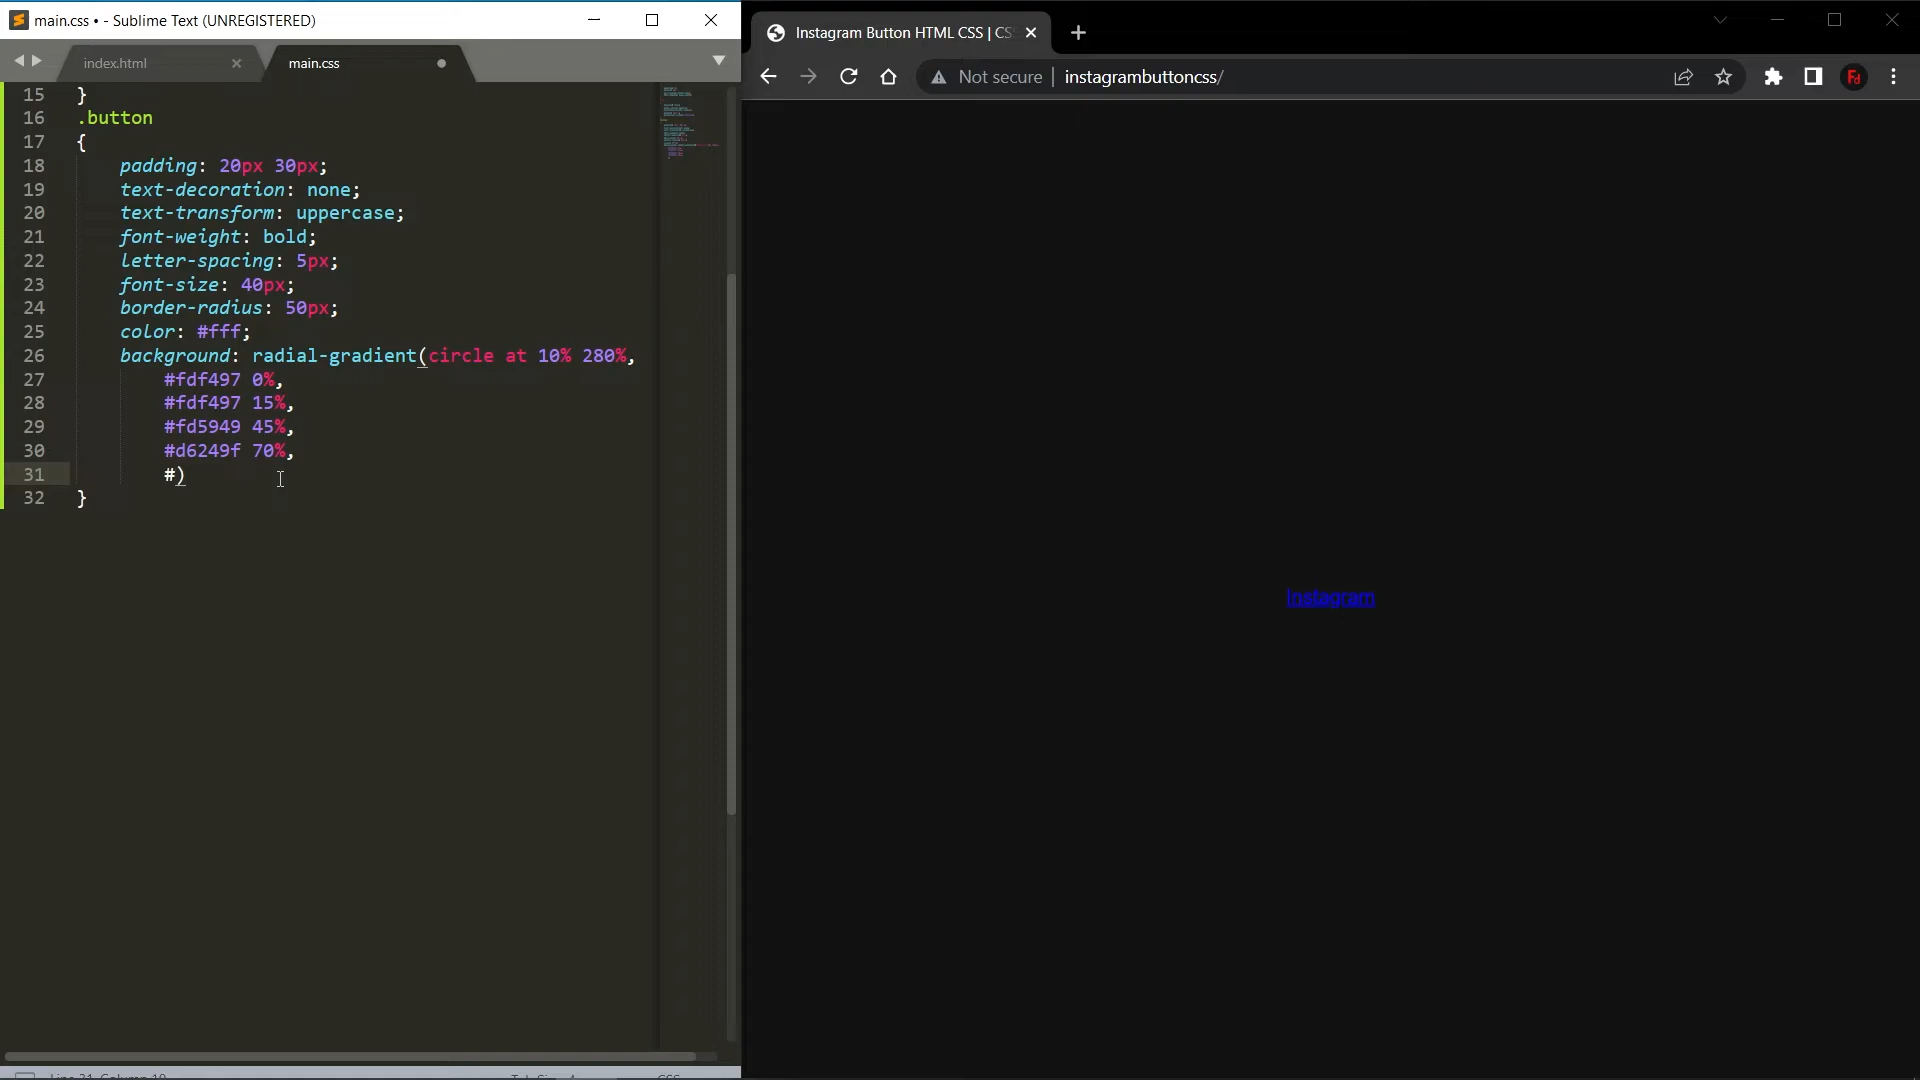 main.css • - Sublime Text (UNREGISTERED)
index.html
main.css
15 }
16 .button
17 {
18 padding: 20px 30px;
19 text-decoration: none;
20 text-transform: uppercase;
21 font-weight: bold;
22 letter-spacing: 5px;
23 font-size: 40px;
24 border-radius: 50px;
25 color: #fff;
26 background: radial-gradient(circle at 10% 280%,
27 #fdf497 0%,
28 #fdf497 15%,
29 #fd5949 45%,
30 #d6249f 70%,
31 #)
32 }
Instagram Button HTML CSS | CS
Not secure | instagrambuttoncss/
Fd
Instagram